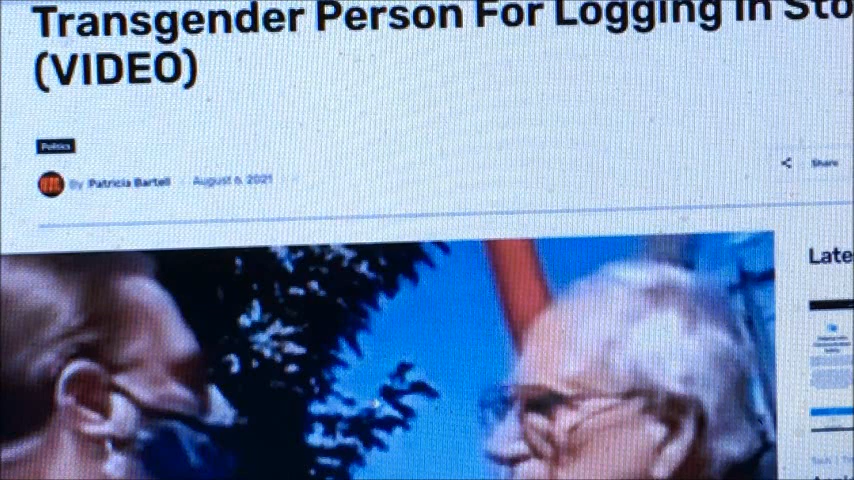 Transgender Person For Logging in Sto
(VIDEO)
Politics
By Patricia Bartell August 6, 2021
Share
Late